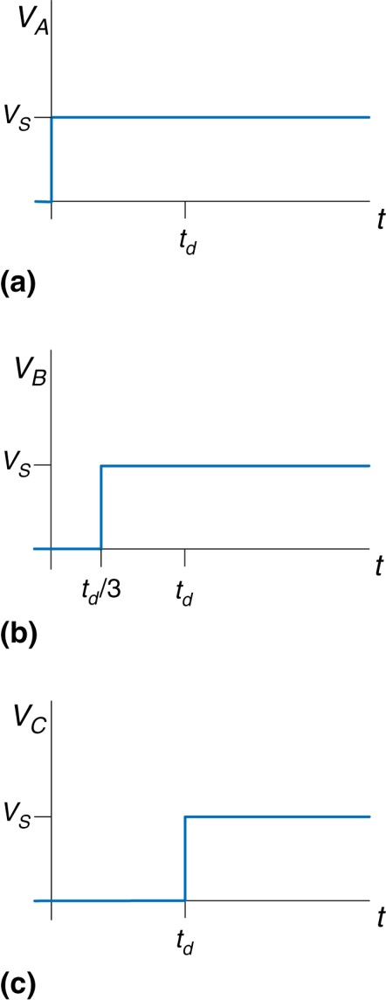 V_A
V_S
t
t_d
(a)
V_B
V_S
t
t_d/3 t_d
(b)
V_C
V_S
t
t_d
(c)